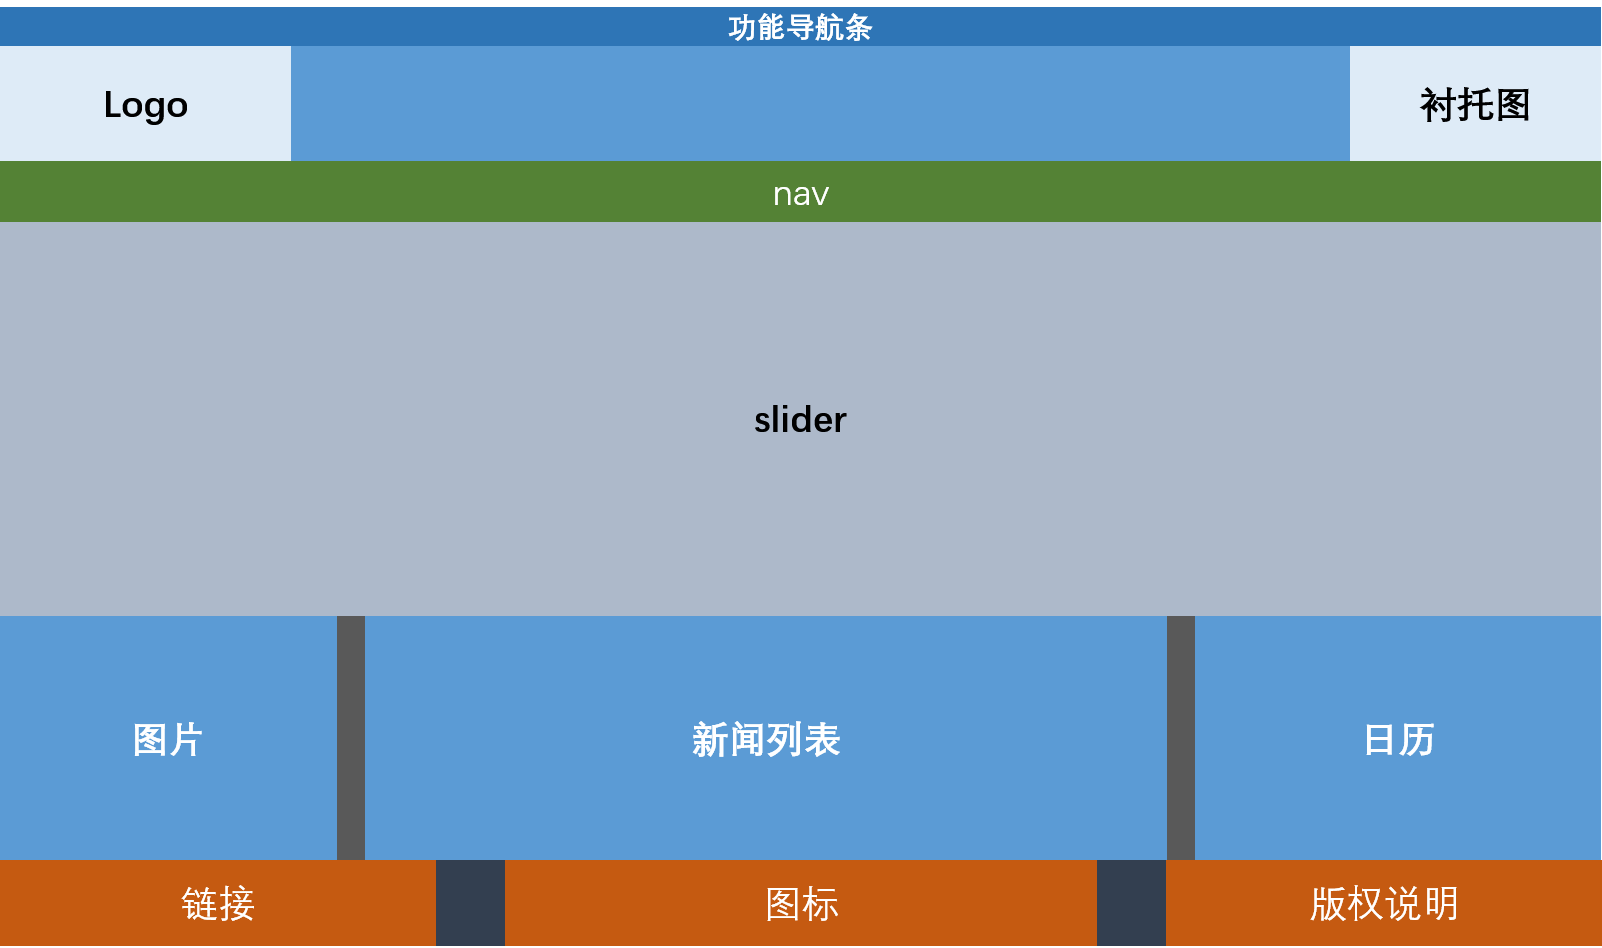 功能导航条
Logo
衬托图
nav
slider
图片
新闻列表
日历
链接
图标
版权说明